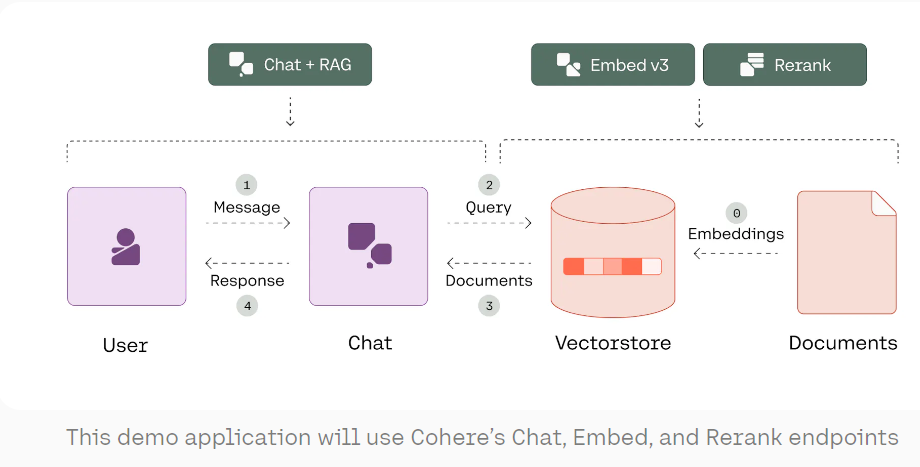 Chat + RAG
Embed v3
Rerank
1
Message
2
Query
0
Embeddings
Response
4
Documents
3
User
Chat
Vectorstore
Documents
This demo application will use Cohere's Chat, Embed, and Rerank endpoints